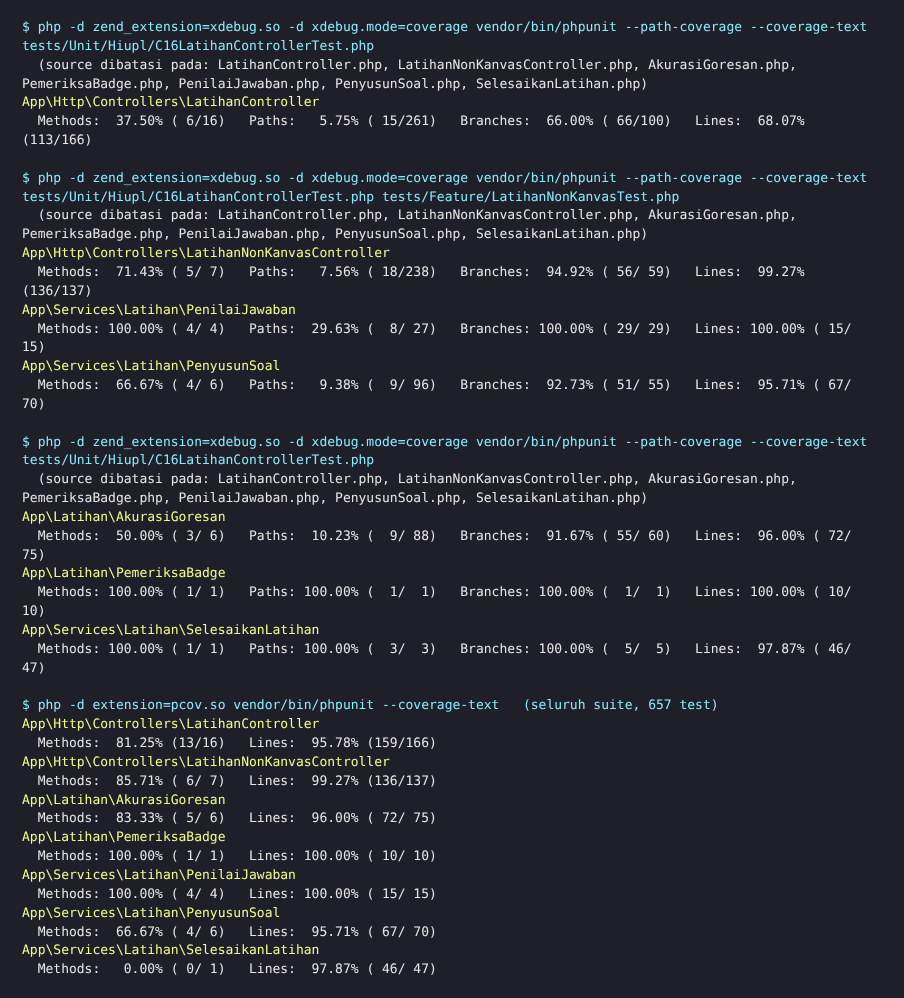 $ php -d zend_extension=xdebug.so -d xdebug.mode=coverage vendor/bin/phpunit --path-coverage --coverage-text
tests/Unit/Hiupl/C16LatihanControllerTest.php
  (source dibatasi pada: LatihanController.php, LatihanNonKanvasController.php, AkurasiGoresan.php,
PemeriksaBadge.php, PenilaiJawaban.php, PenyusunSoal.php, SelesaikanLatihan.php)
App\Http\Controllers\LatihanController
  Methods:  37.50% ( 6/16)   Paths:   5.75% ( 15/261)   Branches:  66.00% ( 66/100)   Lines:  68.07%
(113/166)

$ php -d zend_extension=xdebug.so -d xdebug.mode=coverage vendor/bin/phpunit --path-coverage --coverage-text
tests/Unit/Hiupl/C16LatihanControllerTest.php tests/Feature/LatihanNonKanvasTest.php
  (source dibatasi pada: LatihanController.php, LatihanNonKanvasController.php, AkurasiGoresan.php,
PemeriksaBadge.php, PenilaiJawaban.php, PenyusunSoal.php, SelesaikanLatihan.php)
App\Http\Controllers\LatihanNonKanvasController
  Methods:  71.43% ( 5/ 7)   Paths:   7.56% ( 18/238)   Branches:  94.92% ( 56/ 59)   Lines:  99.27%
(136/137)
App\Services\Latihan\PenilaiJawaban
  Methods: 100.00% ( 4/ 4)   Paths:  29.63% (  8/ 27)   Branches: 100.00% ( 29/ 29)   Lines: 100.00% ( 15/
15)
App\Services\Latihan\PenyusunSoal
  Methods:  66.67% ( 4/ 6)   Paths:   9.38% (  9/ 96)   Branches:  92.73% ( 51/ 55)   Lines:  95.71% ( 67/
70)

$ php -d zend_extension=xdebug.so -d xdebug.mode=coverage vendor/bin/phpunit --path-coverage --coverage-text
tests/Unit/Hiupl/C16LatihanControllerTest.php
  (source dibatasi pada: LatihanController.php, LatihanNonKanvasController.php, AkurasiGoresan.php,
PemeriksaBadge.php, PenilaiJawaban.php, PenyusunSoal.php, SelesaikanLatihan.php)
App\Latihan\AkurasiGoresan
  Methods:  50.00% ( 3/ 6)   Paths:  10.23% (  9/ 88)   Branches:  91.67% ( 55/ 60)   Lines:  96.00% ( 72/
75)
App\Latihan\PemeriksaBadge
  Methods: 100.00% ( 1/ 1)   Paths: 100.00% (  1/  1)   Branches: 100.00% (  1/  1)   Lines: 100.00% ( 10/
10)
App\Services\Latihan\SelesaikanLatihan
  Methods: 100.00% ( 1/ 1)   Paths: 100.00% (  3/  3)   Branches: 100.00% (  5/  5)   Lines:  97.87% ( 46/
47)

$ php -d extension=pcov.so vendor/bin/phpunit --coverage-text   (seluruh suite, 657 test)
App\Http\Controllers\LatihanController
  Methods:  81.25% (13/16)   Lines:  95.78% (159/166)
App\Http\Controllers\LatihanNonKanvasController
  Methods:  85.71% ( 6/ 7)   Lines:  99.27% (136/137)
App\Latihan\AkurasiGoresan
  Methods:  83.33% ( 5/ 6)   Lines:  96.00% ( 72/ 75)
App\Latihan\PemeriksaBadge
  Methods: 100.00% ( 1/ 1)   Lines: 100.00% ( 10/ 10)
App\Services\Latihan\PenilaiJawaban
  Methods: 100.00% ( 4/ 4)   Lines: 100.00% ( 15/ 15)
App\Services\Latihan\PenyusunSoal
  Methods:  66.67% ( 4/ 6)   Lines:  95.71% ( 67/ 70)
App\Services\Latihan\SelesaikanLatihan
  Methods:   0.00% ( 0/ 1)   Lines:  97.87% ( 46/ 47)